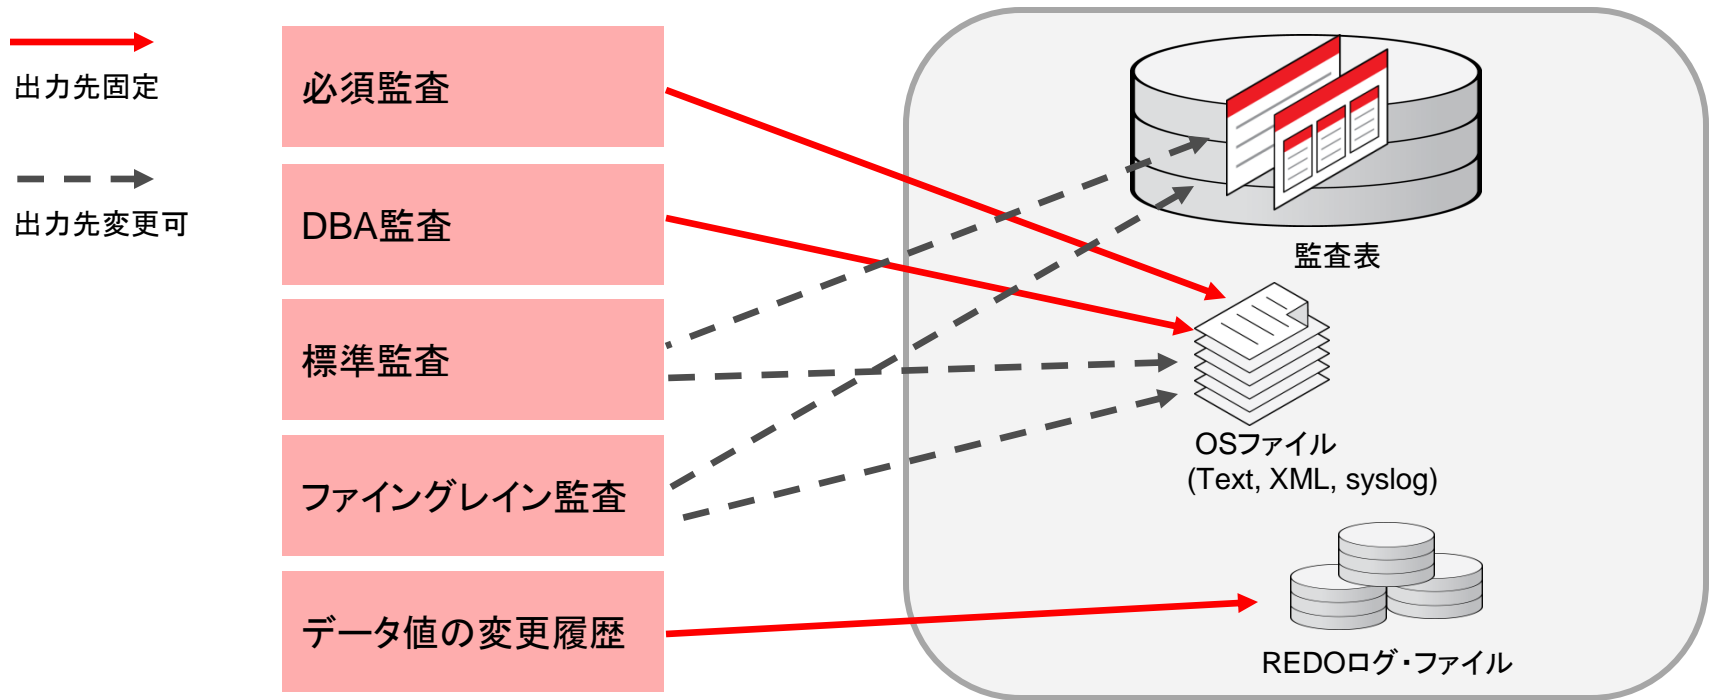 出力先固定
出力先変更可
必須監査
DBA監査
標準監査
ファイングレイン監査
データ値の変更履歴
監査表
OSファイル
(Text, XML, syslog)
REDOログ・ファイル